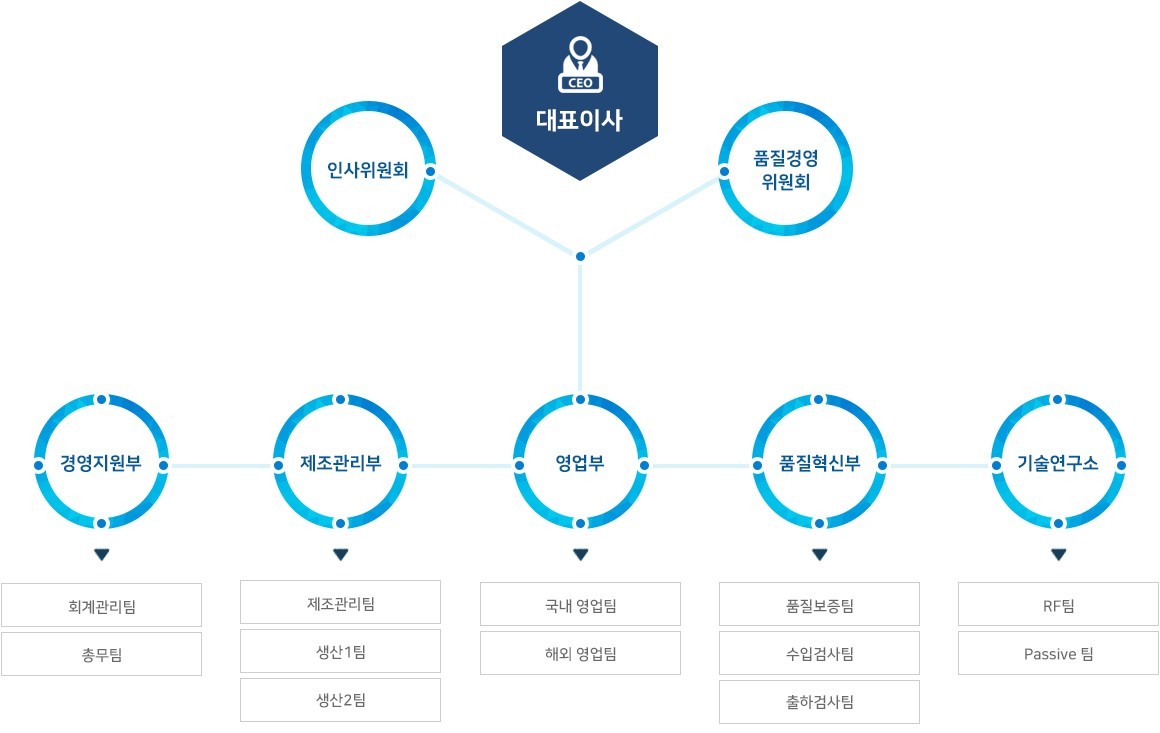 CEO
대표이사
인사위원회
품질경영
위원회
경영지원부
제조관리부
영업부
품질혁신부
기술연구소
회계관리팀
총무팀
제조관리팀
생산1팀
생산2팀
국내 영업팀
해외 영업팀
품질보증팀
수입검사팀
출하검사팀
RF팀
Passive 팀